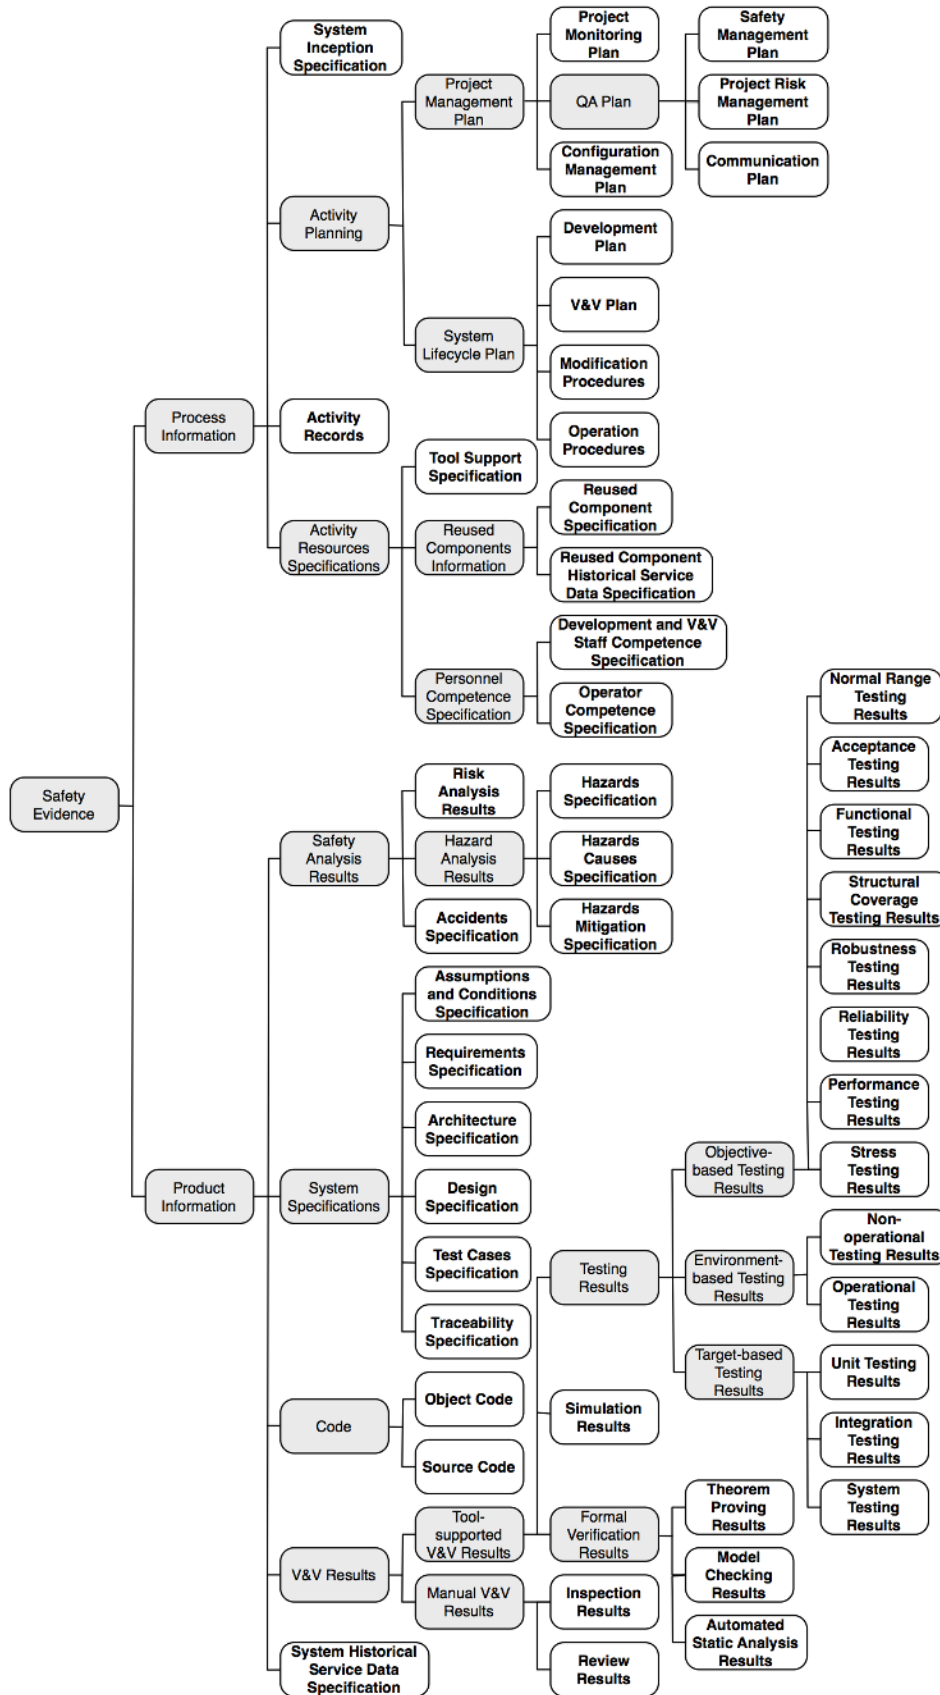 System
Inception
Specification
Project
Monitoring
Plan
Safety
Management
Plan
Project
Management
Plan
QA Plan
Project Risk
Management
Plan
Configuration
Management
Plan
Communication
Plan
Activity
Planning
Development
Plan
V&V Plan
System
Lifecycle Plan
Modification
Procedures
Operation
Procedures
Process
Information
Activity
Records
Tool Support
Specification
Activity
Resources
Specifications
Reused
Components
Information
Reused
Component
Specification
Reused Component
Historical Service
Data Specification
Development and V&V
Staff Competence
Specification
Personnel
Competence
Specification
Operator
Competence
Specification
Safety
Evidence
Risk
Analysis
Results
Hazards
Specification
Safety
Analysis
Results
Hazard
Analysis
Results
Hazards
Causes
Specification
Accidents
Specification
Hazards
Mitigation
Specification
Assumptions
and Conditions
Specification
Requirements
Specification
Architecture
Specification
Product
Information
System
Specifications
Design
Specification
Test Cases
Specification
Traceability
Specification
Code
Object Code
Source Code
V&V Results
Tool-
supported
V&V Results
Manual V&V
Results
System Historical
Service Data
Specification
Testing
Results
Simulation
Results
Formal
Verification
Results
Inspection
Results
Review
Results
Objective-
based Testing
Results
Environment-
based Testing
Results
Target-based
Testing
Results
Theorem
Proving
Results
Model
Checking
Results
Automated
Static Analysis
Results
Normal Range
Testing
Results
Acceptance
Testing
Results
Functional
Testing
Results
Structural
Coverage
Testing Results
Robustness
Testing
Results
Reliability
Testing
Results
Performance
Testing
Results
Stress
Testing
Results
Non-
operational
Testing Results
Operational
Testing
Results
Unit Testing
Results
Integration
Testing
Results
System
Testing
Results